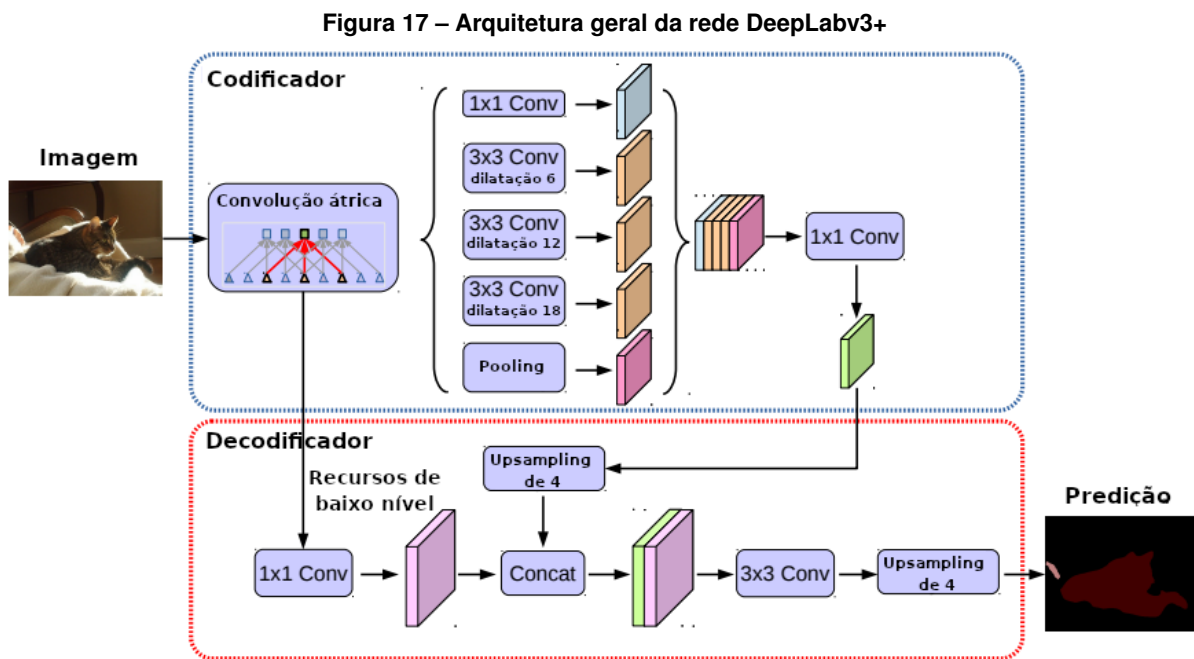 Figura 17 – Arquitetura geral da rede DeepLabv3+
Codificador
Imagem
Convolução átrica
1x1 Conv
3x3 Conv
dilatação 6
3x3 Conv
dilatação 12
3x3 Conv
dilatação 18
Pooling
1x1 Conv
Decodificador
Recursos de
baixo nível
Upsampling
de 4
1x1 Conv
Concat
3x3 Conv
Upsampling
de 4
Predição